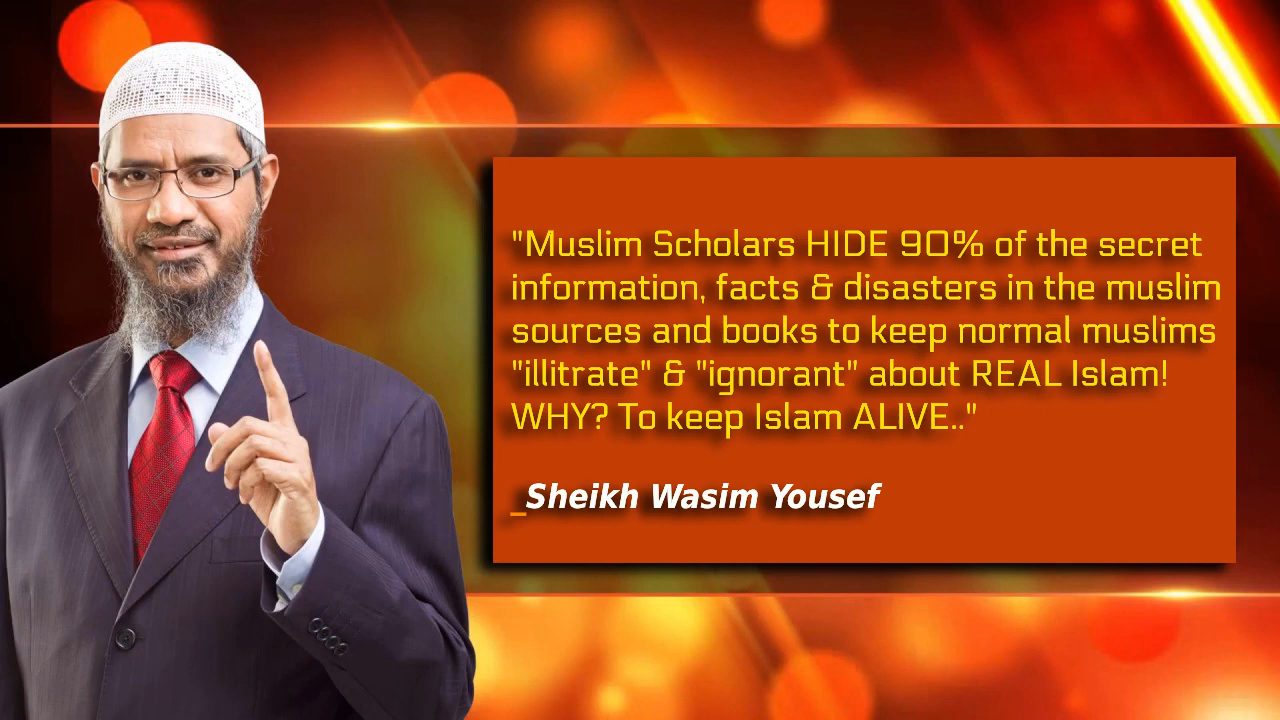 "Muslim Scholars HIDE 90% of the secret
information, facts & disasters in the muslim
sources and books to keep normal muslims
"illitrate" & "ignorant" about REAL Islam!
WHY? To keep Islam ALIVE.."
_Sheikh Wasim Yousef